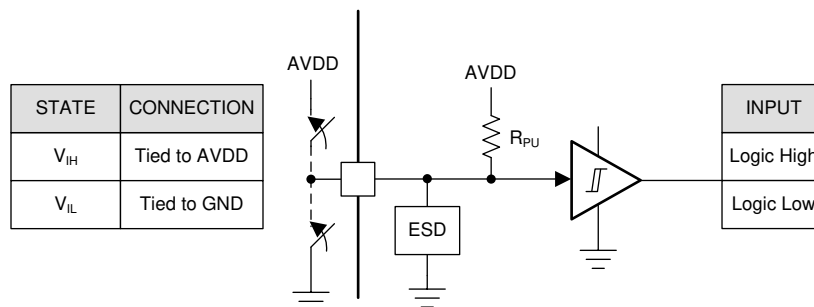 STATE CONNECTION
V_IH Tied to AVDD
V_IL Tied to GND
AVDD
AVDD
R_PU
ESD
INPUT
Logic High
Logic Low